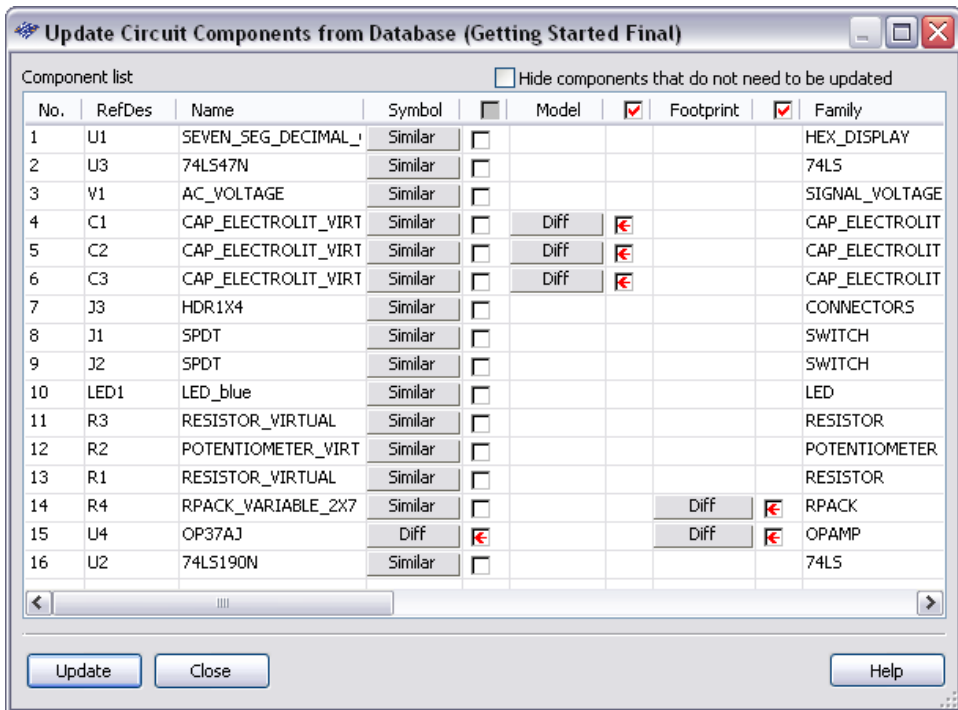 Update Circuit Components from Database (Getting Started Final)
Component list Hide components that do not need to be updated
No. RefDes Name Symbol Model Footprint Family
1 U1 SEVEN_SEG_DECIMAL_ Similar HEX_DISPLAY
2 U3 74LS47N Similar 74LS
3 V1 AC_VOLTAGE Similar SIGNAL_VOLTAGE
4 C1 CAP_ELECTROLIT_VIRT Similar Diff CAP_ELECTROLIT
5 C2 CAP_ELECTROLIT_VIRT Similar Diff CAP_ELECTROLIT
6 C3 CAP_ELECTROLIT_VIRT Similar Diff CAP_ELECTROLIT
7 J3 HDR1X4 Similar CONNECTORS
8 J1 SPDT Similar SWITCH
9 J2 SPDT Similar SWITCH
10 LED1 LED_blue Similar LED
11 R3 RESISTOR_VIRTUAL Similar RESISTOR
12 R2 POTENTIOMETER_VIRT Similar POTENTIOMETER
13 R1 RESISTOR_VIRTUAL Similar RESISTOR
14 R4 RPACK_VARIABLE_2X7 Similar Diff RPACK
15 U4 OP37AJ Diff Diff OPAMP
16 U2 74LS190N Similar 74LS
Update Close Help